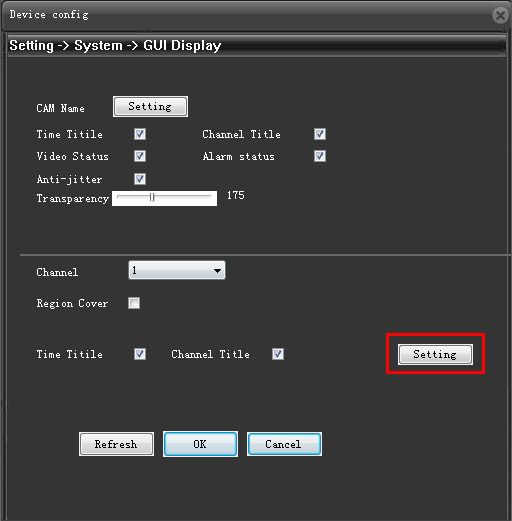 Device config
Setting -> System -> GUI Display
CAM Name Setting
Time Titile Channel Title
Video Status Alarm status
Anti-jitter
Transparency 175
Channel 1
Region Cover
Time Titile Channel Title Setting
Refresh OK Cancel